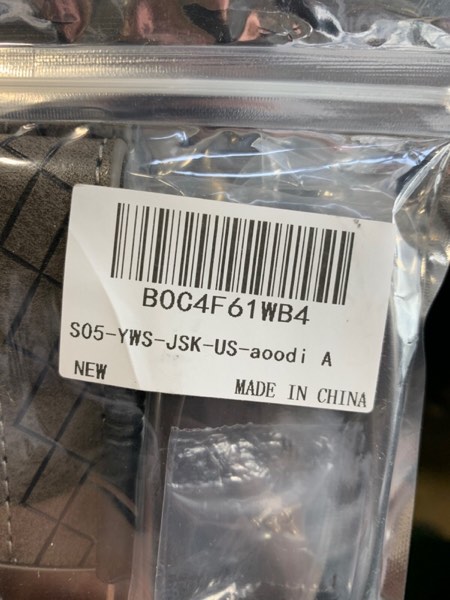 B0C4F61WB4
S05-YWS-JSK-US-aoodi A
NEW
MADE IN CHINA